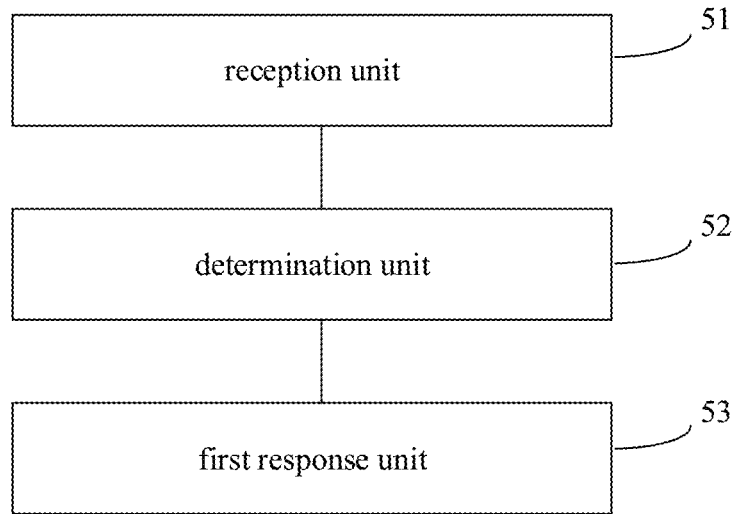 51
reception unit
52
determination unit
53
first response unit